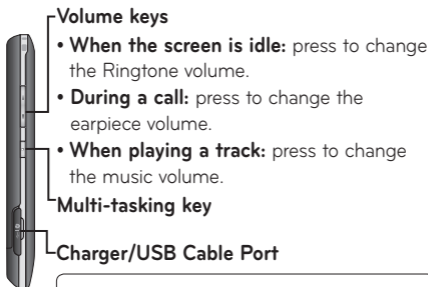 Volume keys
• When the screen is idle: press to change
the Ringtone volume.
• During a call: press to change the
earpiece volume.
• When playing a track: press to change
the music volume.
Multi-tasking key
Charger/USB Cable Port